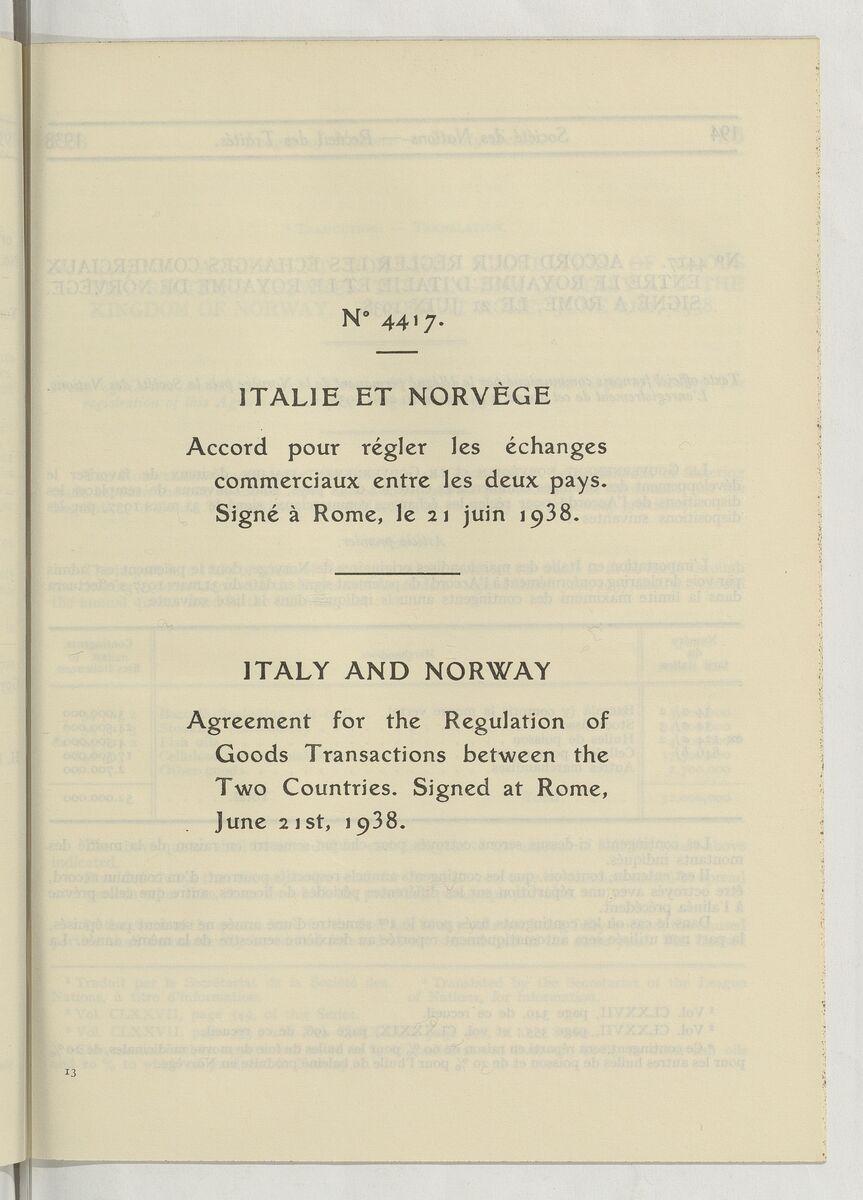 Nº 4417.
ITALIE ET NORVÈGE
Accord pour régler les échanges
commerciaux entre les deux pays.
Signé à Rome, le 21 juin 1938.
ITALY AND NORWAY
Agreement for the Regulation of
Goods Transactions between the
Two Countries. Signed at Rome,
June 21st, 1938.
13